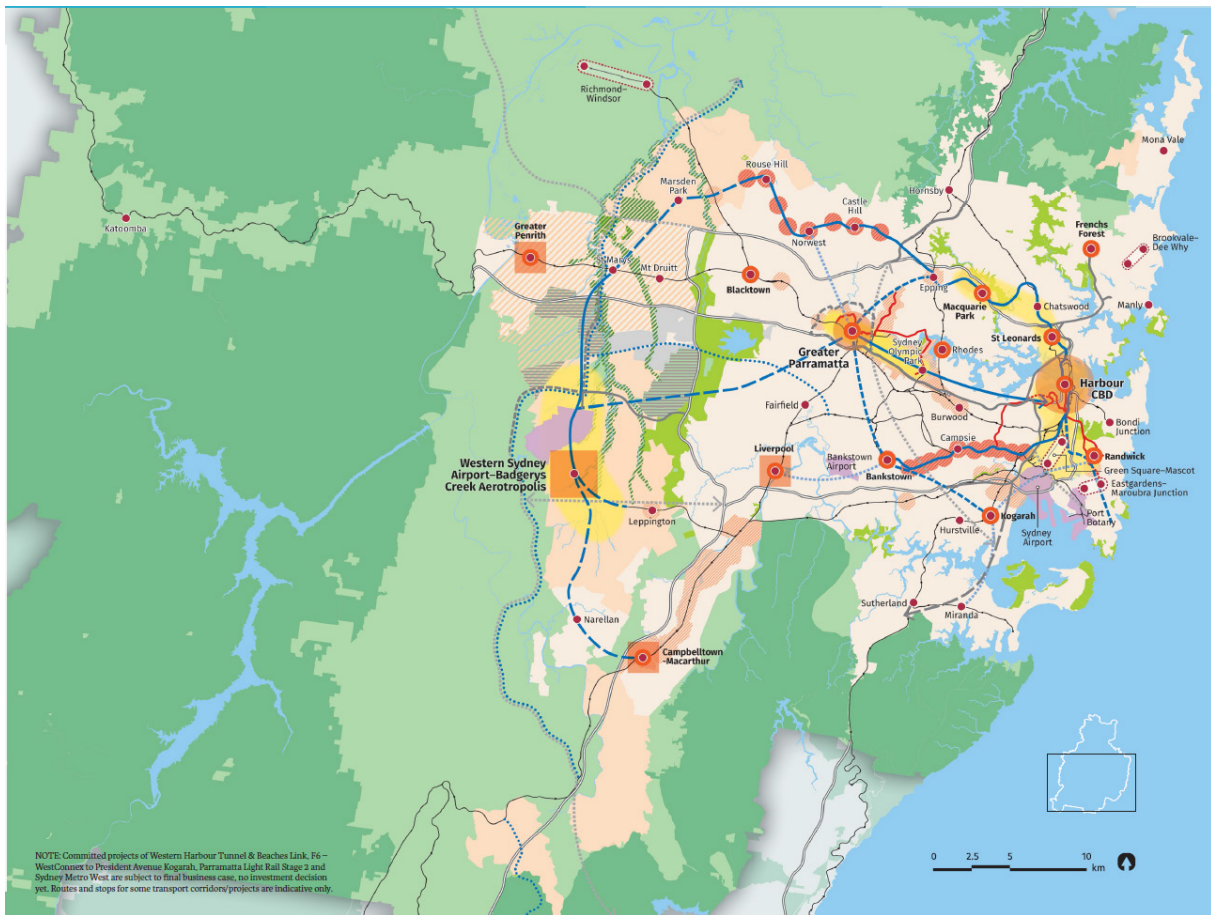 Richmond–
Windsor
Mona Vale
Rouse Hill
Marsden
Park
Castle
Hill
Hornsby
Norwest
Katoomba
Greater
Penrith
Frenchs
Forest
Brookvale–
Dee Why
St Marys
Mt Druitt
Blacktown
Epping
Macquarie
Park
Chatswood
Manly
St Leonards
Greater
Parramatta
Sydney
Olympic
Park
Rhodes
Harbour
CBD
Fairfield
Burwood
Bondi
Junction
Campsie
Liverpool
Bankstown
Airport
Bankstown
Randwick
Western Sydney
Airport–Badgerys
Creek Aerotropolis
Green Square–Mascot
Eastgardens–
Maroubra Junction
Leppington
Kogarah
Hurstville
Sydney
Airport
Port
Botany
Sutherland
Miranda
Narellan
Campbelltown
-Macarthur
NOTE: Committed projects of Western Harbour Tunnel & Beaches Link, F6 –
WestConnex to President Avenue Kogarah, Parramatta Light Rail Stage 2 and
Sydney Metro West are subject to final business case, no investment decision
yet. Routes and stops for some transport corridors/projects are indicative only.
0 2.5 5 10
km